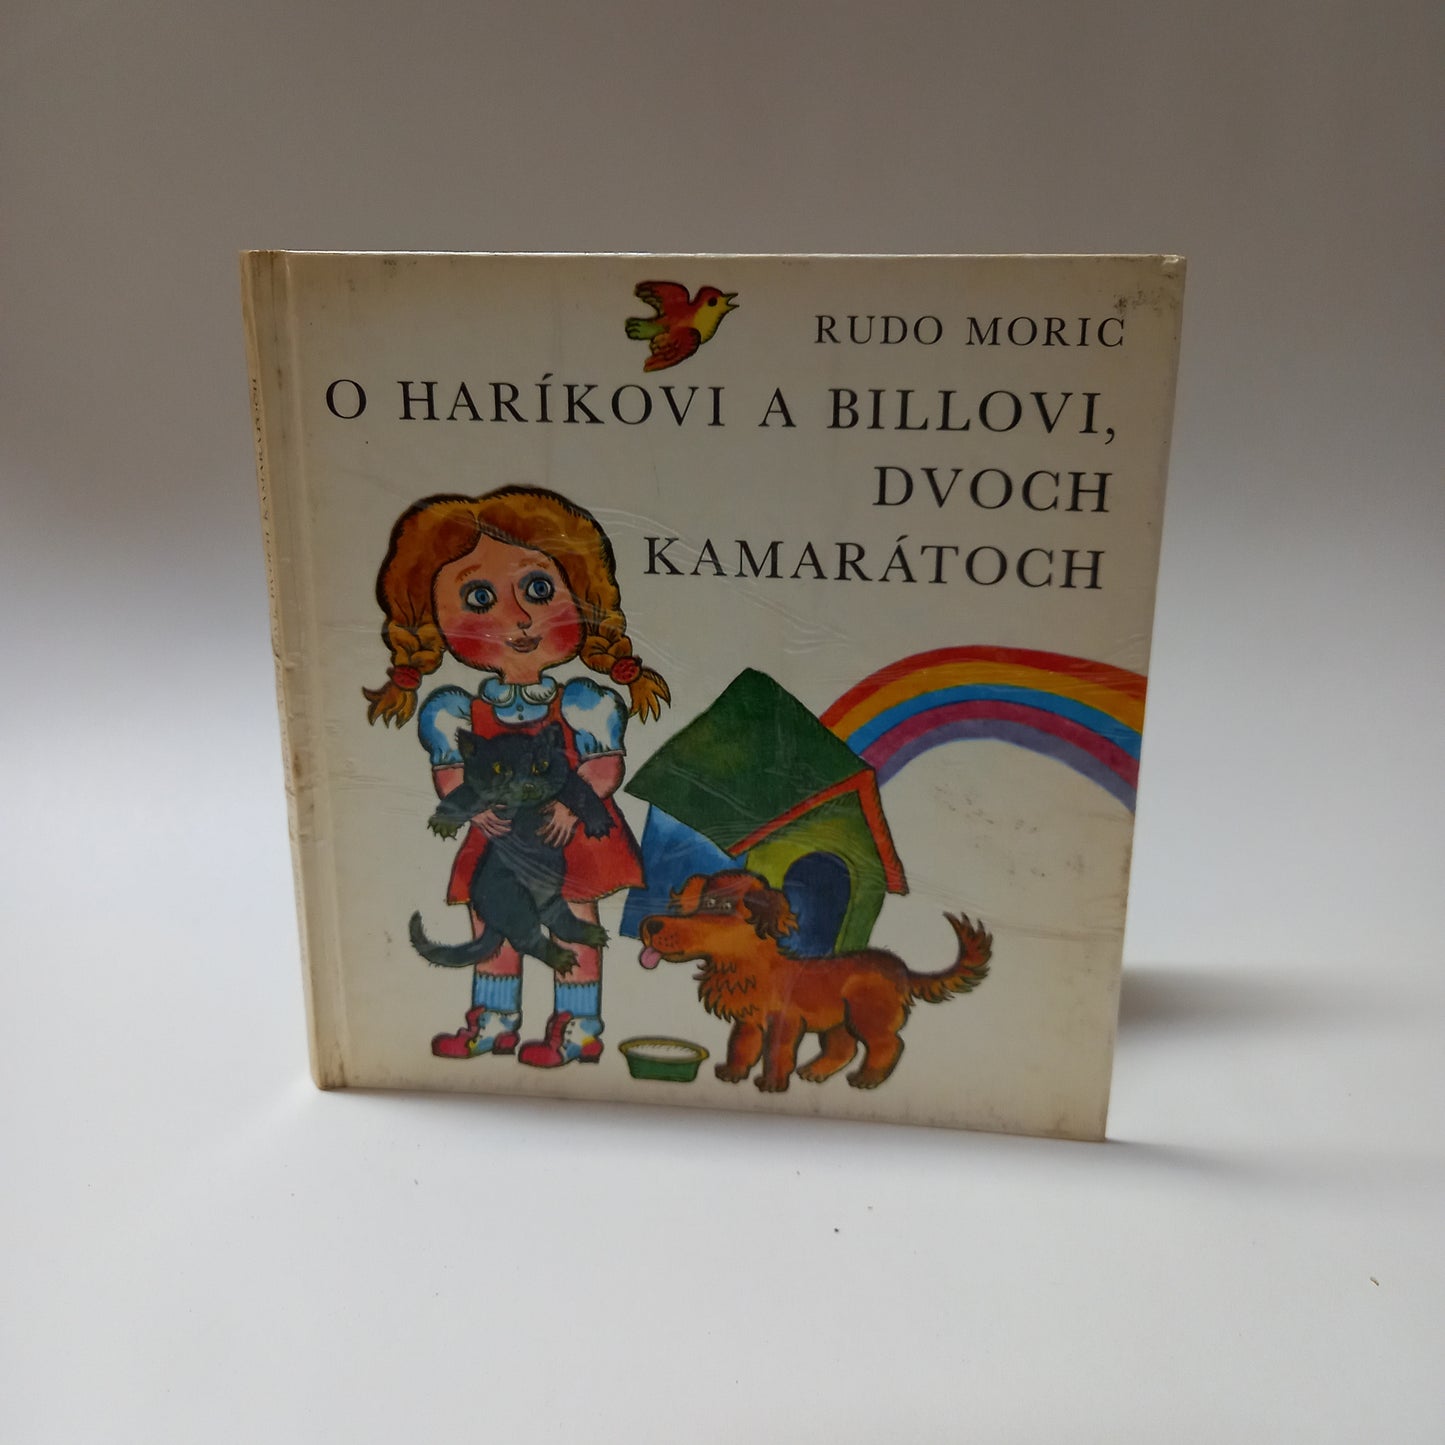 RUDO MORIC
O HARÍKOVI A BILLOVI,
DVOCH
KAMARÁTOCH